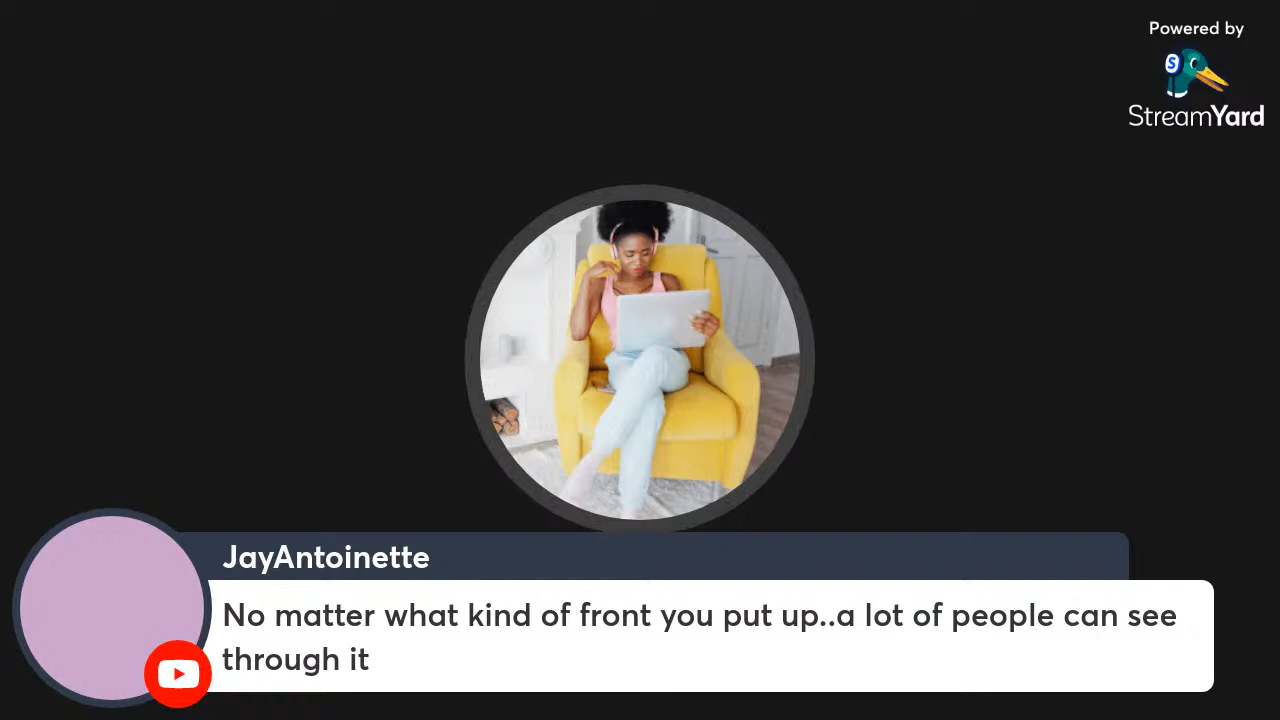 Powered by
S
StreamYard
JayAntoinette
No matter what kind of front you put up..a lot of people can see
through it